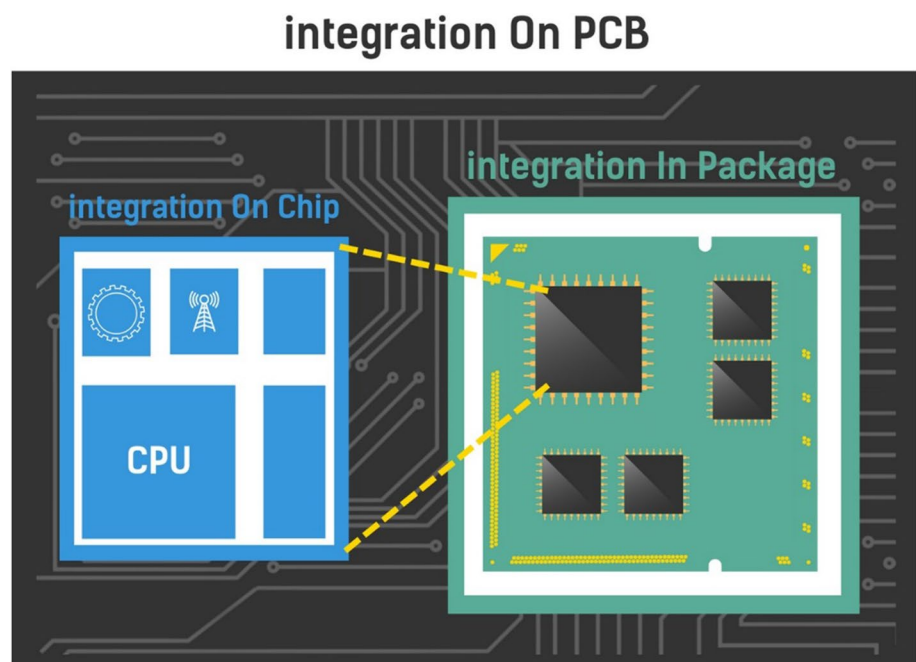 integration On PCB
integration In Package
integration On Chip
CPU